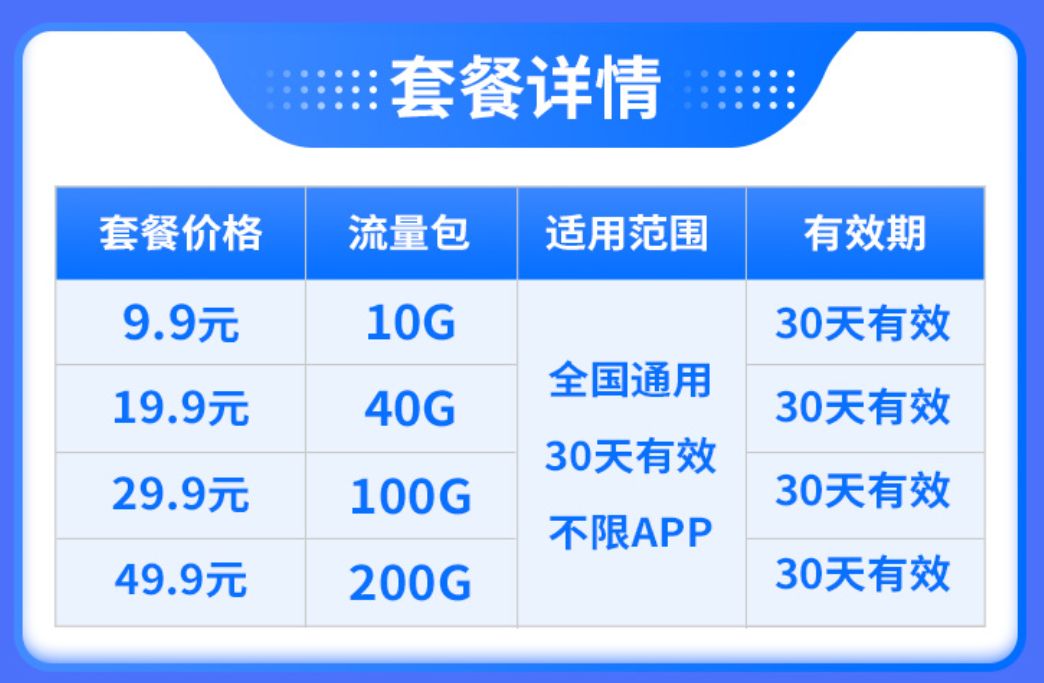 套餐详情
套餐价格 流量包 适用范围 有效期
9.9元 10G 30天有效
全国通用
19.9元 40G 30天有效
30天有效
29.9元 100G 30天有效
不限APP
49.9元 200G 30天有效